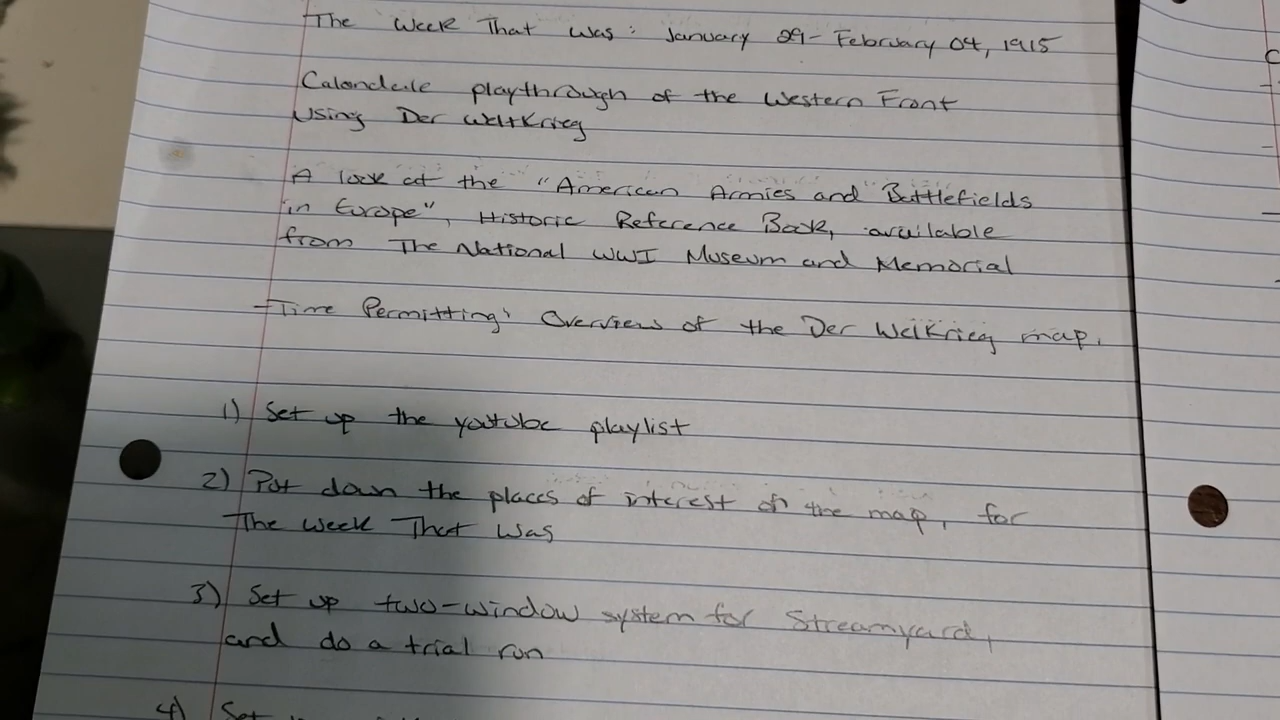 The Week That Was: January 29- February 04, 1915
playthrough of the Western Front
Using Der Weltkrieg
A look at the "American Armies and Battlefields
in Europe", Historic Reference Book, available
from The National WWI Museum and Memorial
-Time Permitting: Overview of the Der Welkrieg map.
1) Set up the youtube playlist
2) Put down the places of interest on the map, for
The Week That Was
3) Set up two-window system for Streamyard,
and do a trial run
4) Set